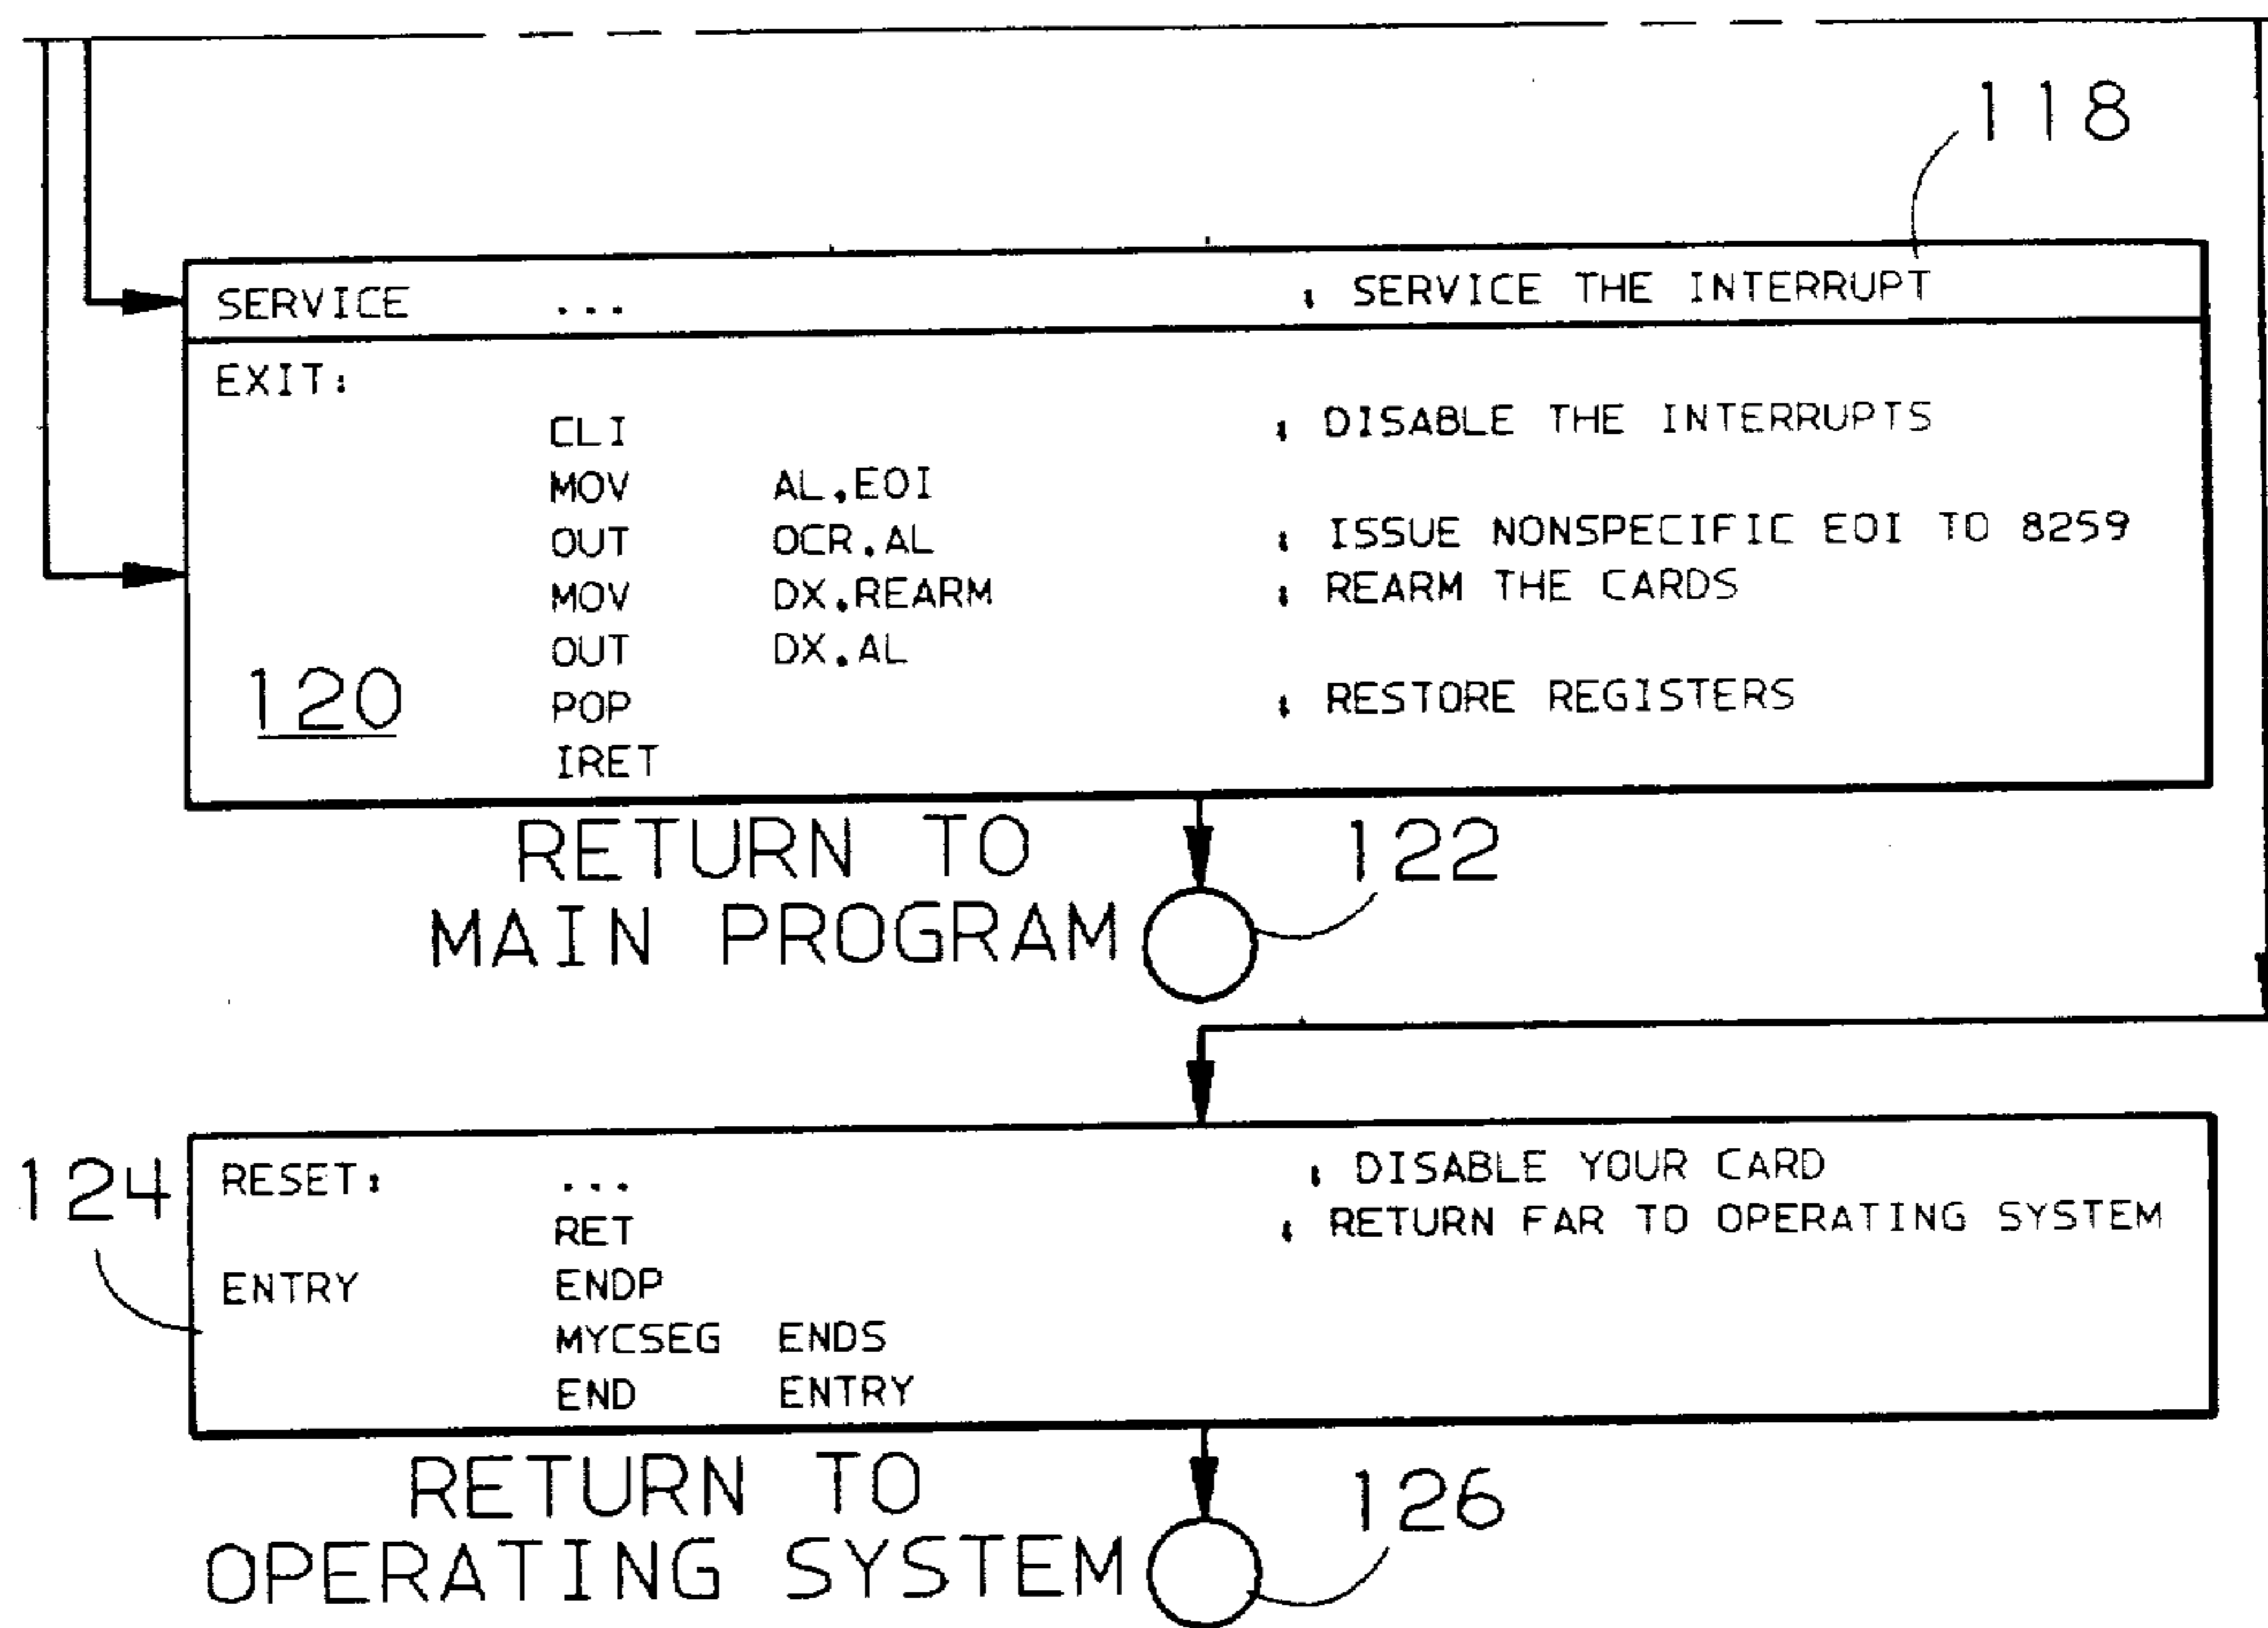 118
SERVICE ... ; SERVICE THE INTERRUPT
EXIT:
CLI ; DISABLE THE INTERRUPTS
MOV AL,EOI
OUT OCR,AL ; ISSUE NONSPECIFIC EOI TO 8259
MOV DX,REARM ; REARM THE CARDS
OUT DX,AL
120 POP ; RESTORE REGISTERS
IRET
RETURN TO 122
MAIN PROGRAM
124 RESET: ... ; DISABLE YOUR CARD
RET ; RETURN FAR TO OPERATING SYSTEM
ENTRY ENDP
MYCSEG ENDS
END ENTRY
RETURN TO 126
OPERATING SYSTEM